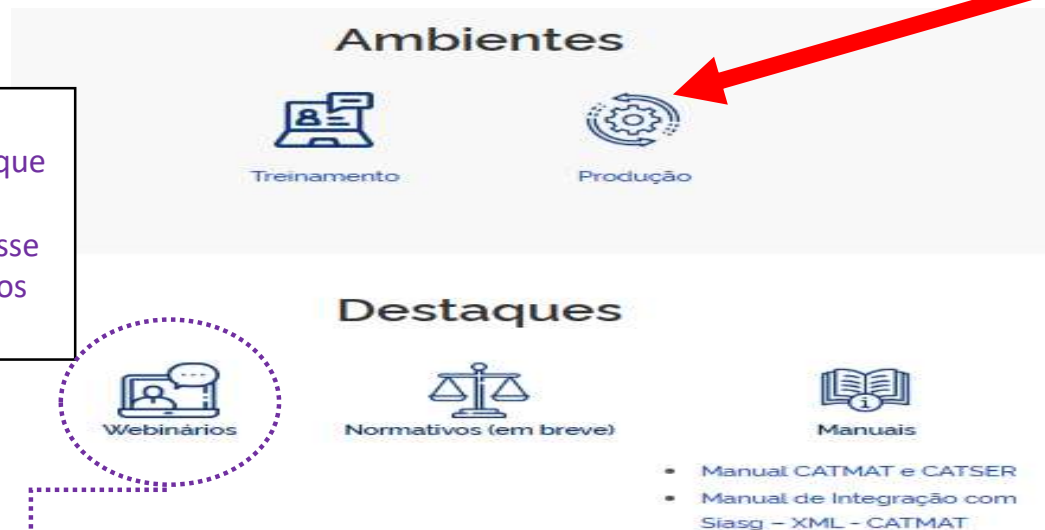 Ambientes
que
sse
os
Treinamento
Produção
Destaques
Webinários
Normativos (em breve)
Manuais
• Manual CATMAT e CATSER
• Manual de Integração com
Siasg – XML - CATMAT